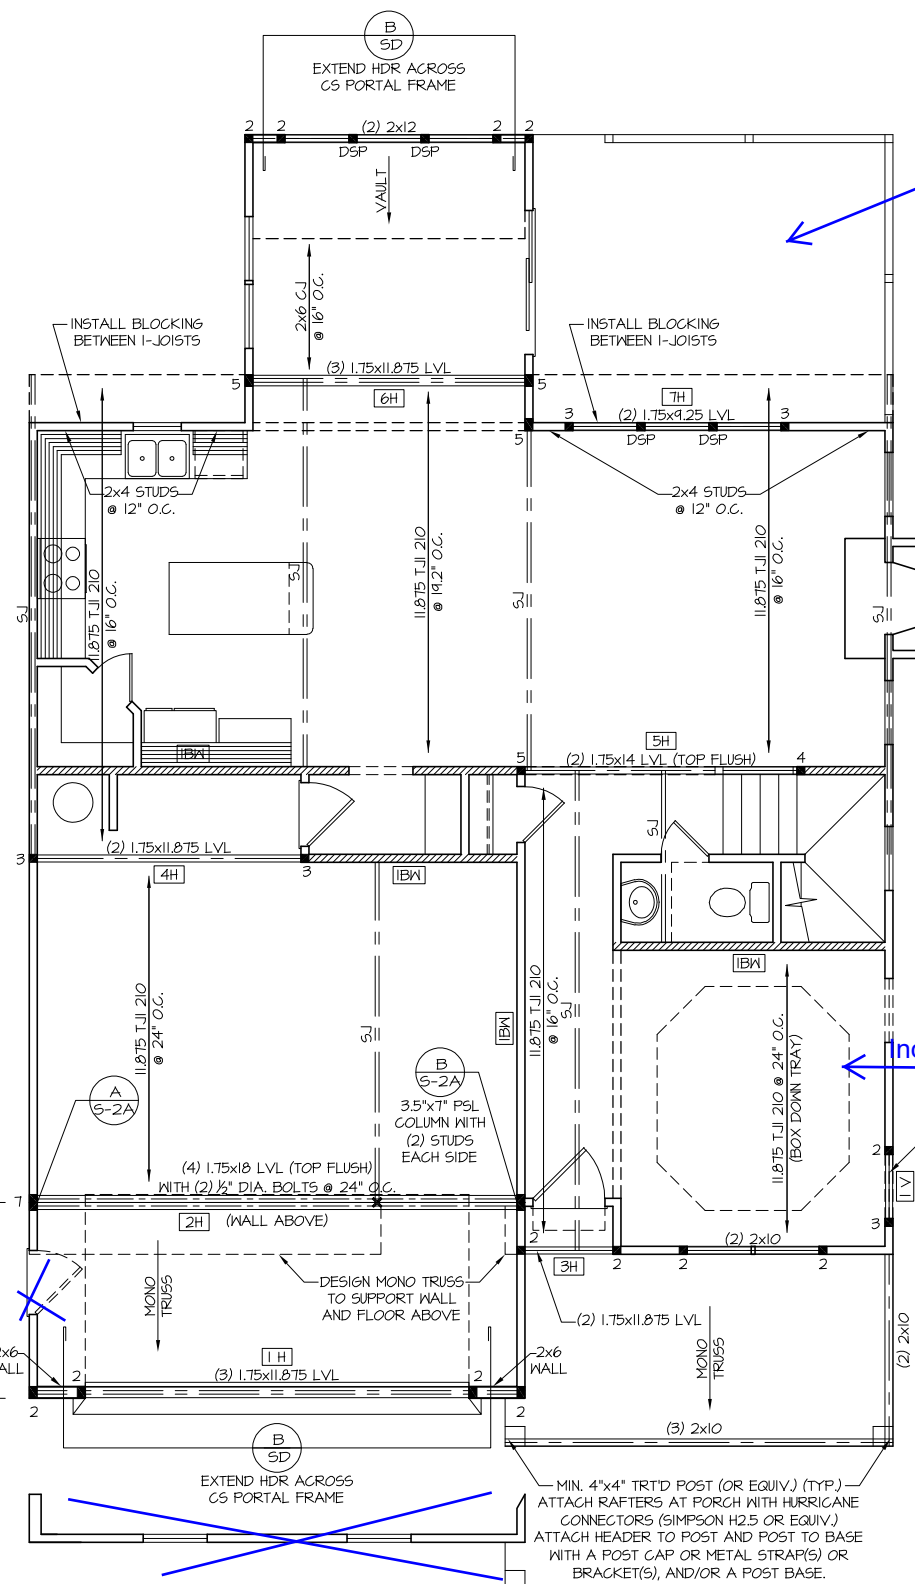 B
SD
EXTEND HDR ACROSS
CS PORTAL FRAME
2 2 (2) 2x12 2 2
DSP DSP
VAULT
2x6 CJ
@ 16" O.C.
INSTALL BLOCKING
BETWEEN I-JOISTS
INSTALL BLOCKING
BETWEEN I-JOISTS
(3) 1.75x11.875 LVL
5 5
6H
7H
3 (2) 1.75x9.25 LVL 3
5 DSP DSP
2x4 STUDS
@ 12" O.C.
2x4 STUDS
@ 12" O.C.
11.875 TJI 210
@ 16" O.C.
11.875 TJI 210
@ 19.2" O.C.
11.875 TJI 210
@ 16" O.C.
SJ
SJ
SJ
SJ
IBW
5H
5 (2) 1.75x14 LVL (TOP FLUSH) 4
SJ
3 (2) 1.75x11.875 LVL
3
4H
IBW
IBW
11.875 TJI 210
@ 24" O.C.
SJ
IBW
11.875 TJI 210
@ 16" O.C.
SJ
11.875 TJI 210 @ 24" O.C.
(BOX DOWN TRAY)
A
S-2A
B
S-2A
3.5"x7" PSL
COLUMN WITH
(2) STUDS
EACH SIDE
2
1V
3
(4) 1.75x18 LVL (TOP FLUSH)
WITH (2) ½" DIA. BOLTS @ 24" O.C.
7
2H (WALL ABOVE)
2 (2) 2x10
3H
2 2 2
MONO
TRUSS
DESIGN MONO TRUSS
TO SUPPORT WALL
AND FLOOR ABOVE
(2) 1.75x11.875 LVL
MONO
TRUSS
(2) 2x10
1H
(3) 1.75x11.875 LVL
2x6
WALL
2 2
2 2
(3) 2x10
B
SD
EXTEND HDR ACROSS
CS PORTAL FRAME
MIN. 4"x4" TRT'D POST (OR EQUIV.) (TYP.)
ATTACH RAFTERS AT PORCH WITH HURRICANE
CONNECTORS (SIMPSON H2.5 OR EQUIV.)
ATTACH HEADER TO POST AND POST TO BASE
WITH A POST CAP OR METAL STRAP(S) OR
BRACKET(S), AND/OR A POST BASE.